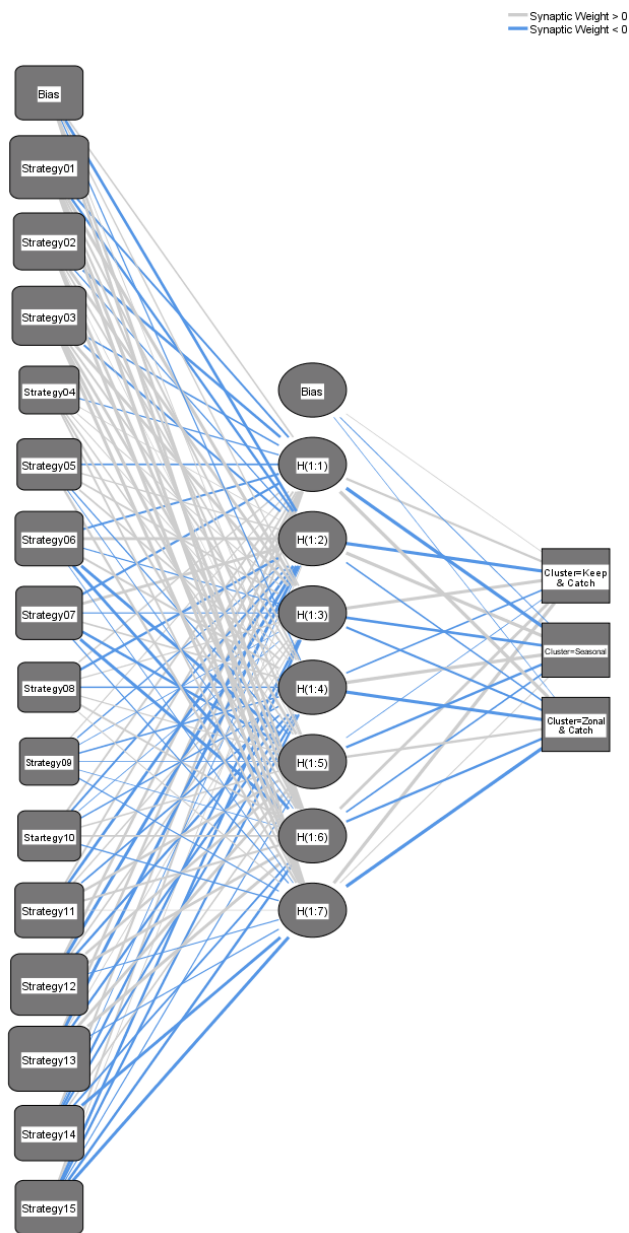 Synaptic Weight > 0
Synaptic Weight < 0
Bias
Strategy01
Strategy02
Strategy03
Strategy04
Strategy05
Strategy06
Strategy07
Strategy08
Strategy09
Startegy10
Strategy11
Strategy12
Strategy13
Strategy14
Strategy15
Bias
H(1:1)
H(1:2)
H(1:3)
H(1:4)
H(1:5)
H(1:6)
H(1:7)
Cluster=Keep
& Catch
Cluster=Seasonal
Cluster=Zonal
& Catch